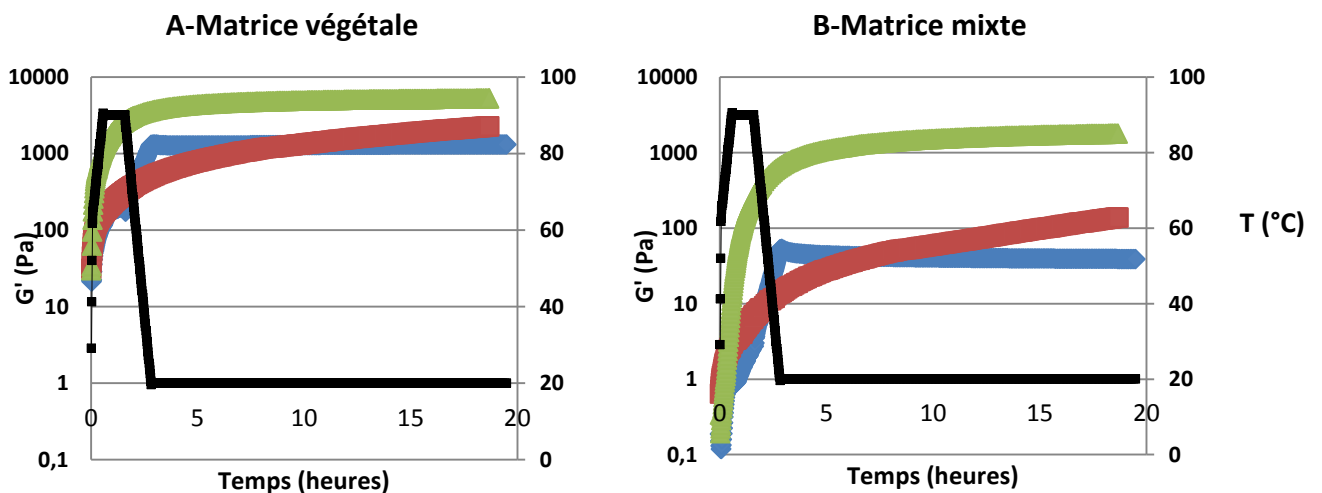 A-Matrice végétale
10000
1000
100
10
1
0,1
G' (Pa)
100
80
60
40
20
0
0 5 10 15 20
Temps (heures)
B-Matrice mixte
10000
1000
100
10
1
0,1
G' (Pa)
100
80
60
40
20
0
T (°C)
0 5 10 15 20
Temps (heures)